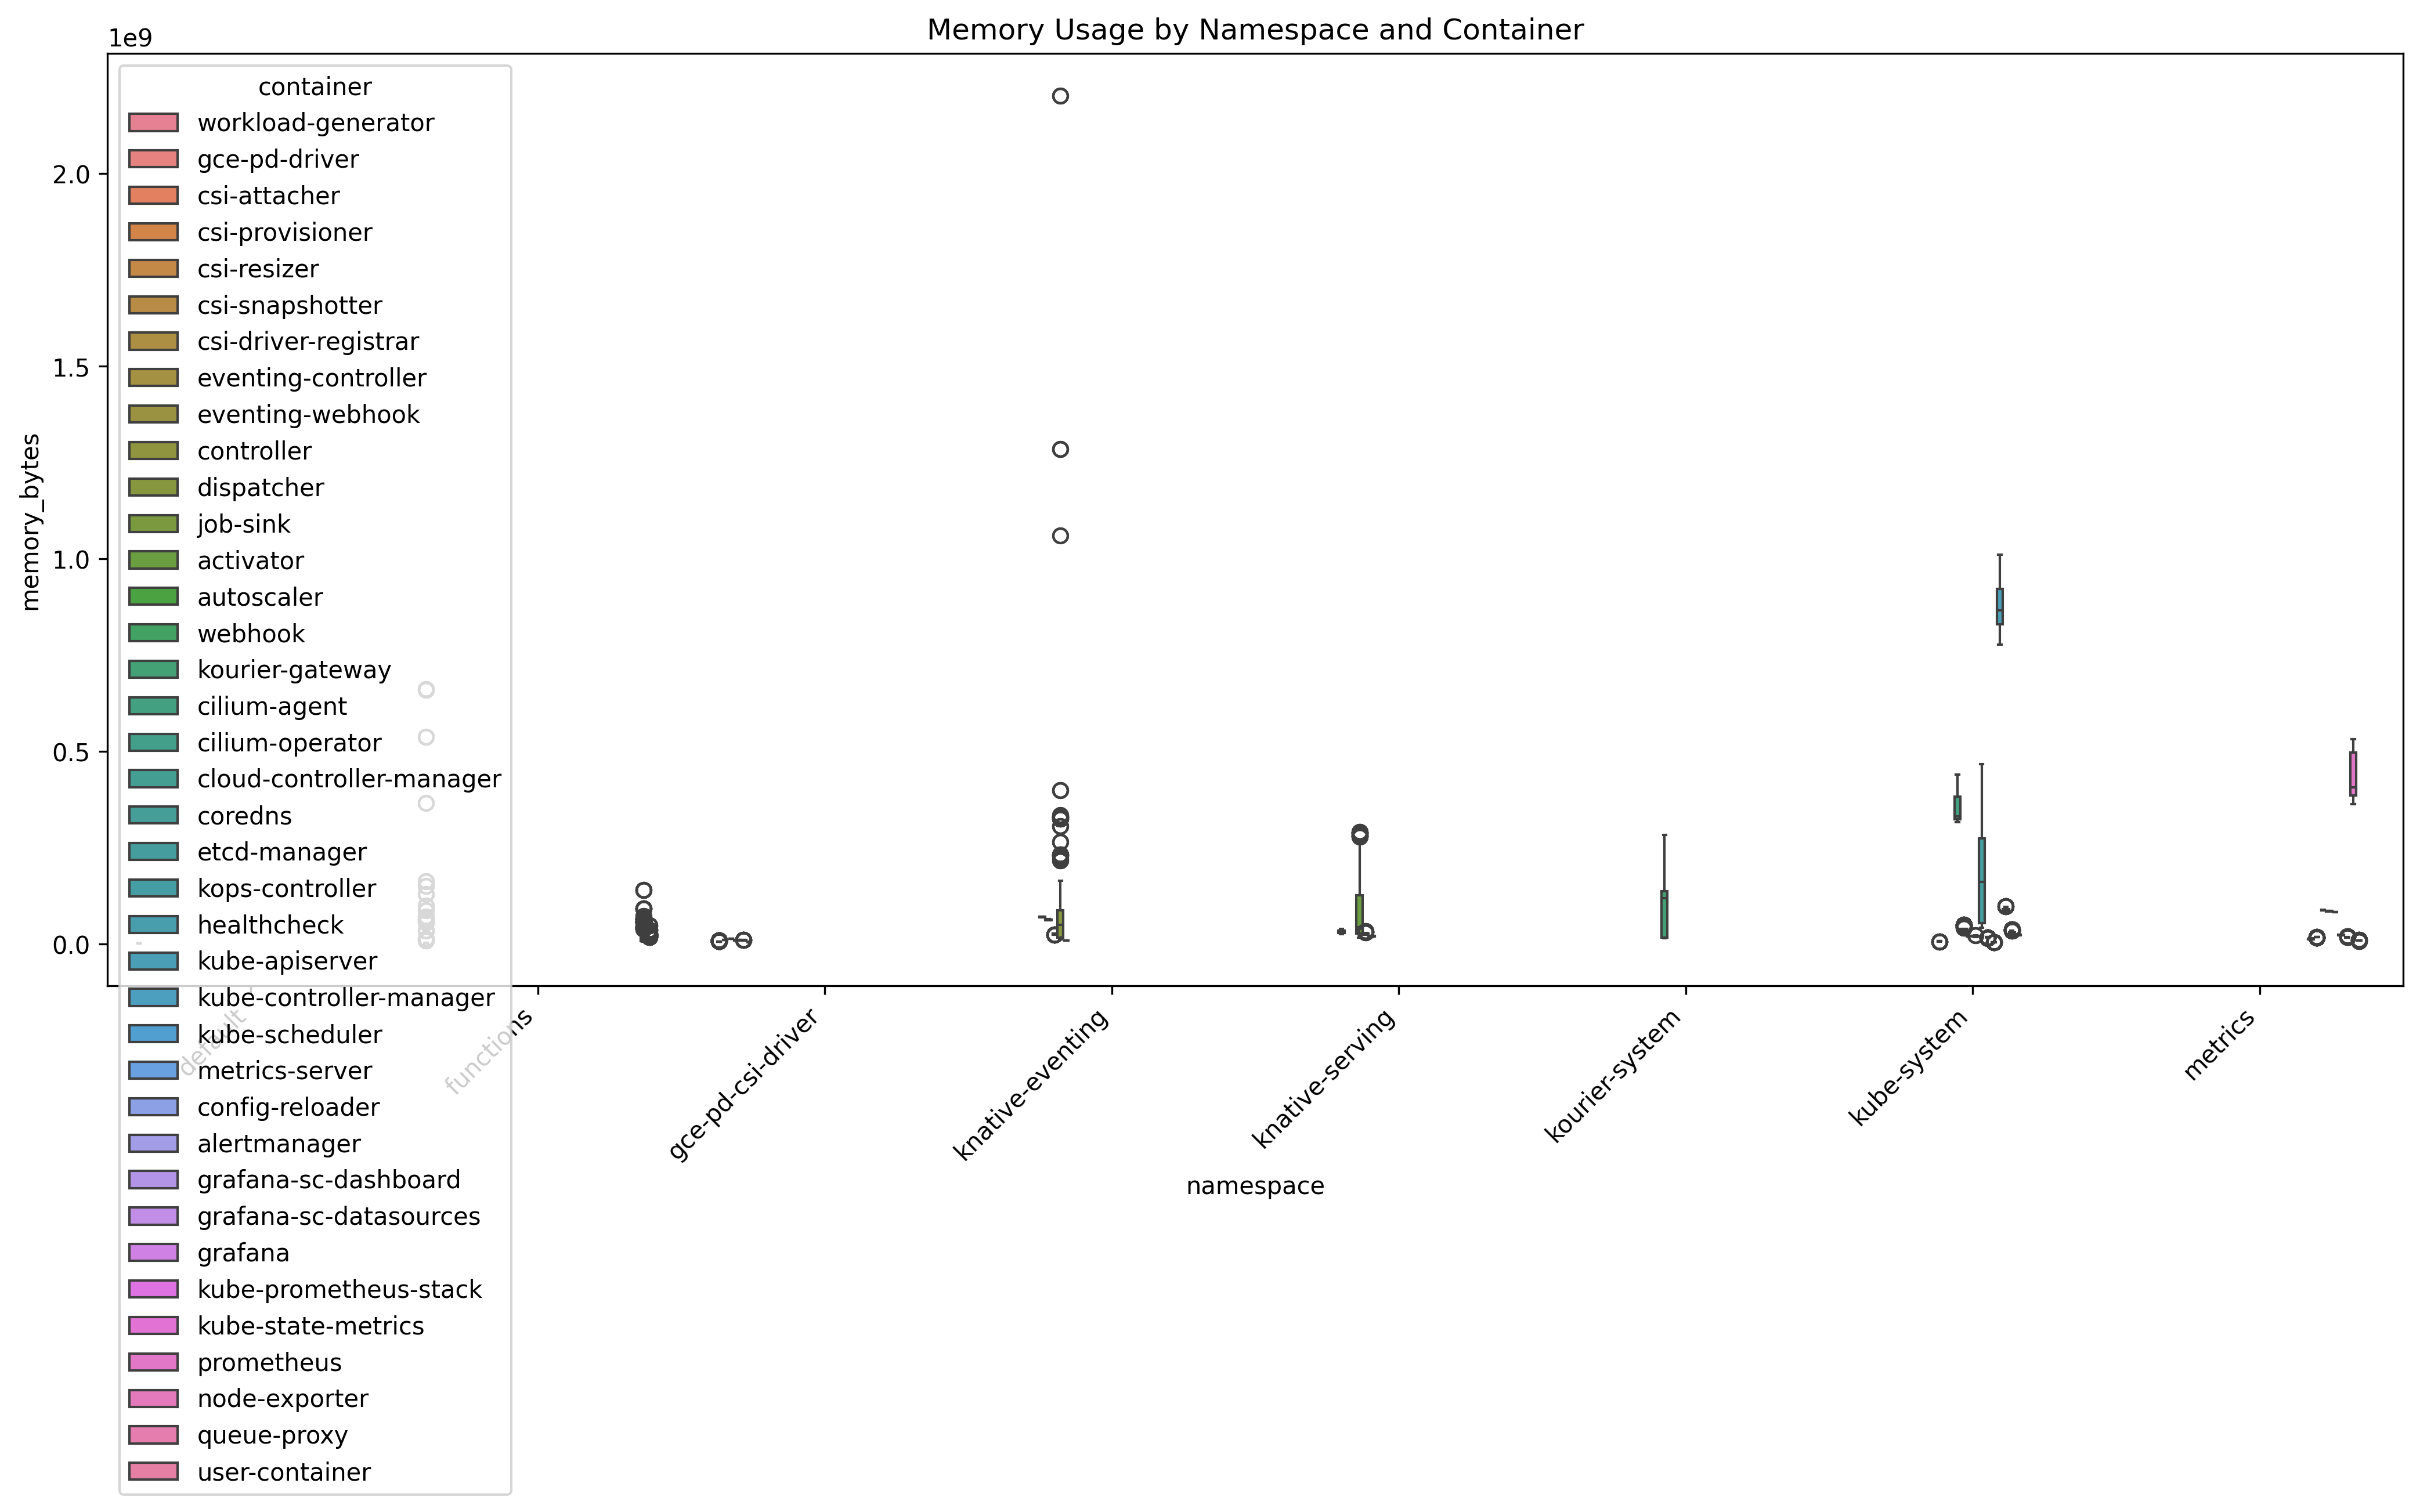 Memory Usage by Namespace and Container
1e9
container
workload-generator
gce-pd-driver
csi-attacher
csi-provisioner
csi-resizer
csi-snapshotter
csi-driver-registrar
eventing-controller
eventing-webhook
controller
dispatcher
job-sink
activator
autoscaler
webhook
kourier-gateway
cilium-agent
cilium-operator
cloud-controller-manager
coredns
etcd-manager
kops-controller
healthcheck
kube-apiserver
kube-controller-manager
kube-scheduler
metrics-server
config-reloader
alertmanager
grafana-sc-dashboard
grafana-sc-datasources
grafana
kube-prometheus-stack
kube-state-metrics
prometheus
node-exporter
queue-proxy
user-container
2.0
1.5
1.0
0.5
0.0
memory_bytes
default
functions
gce-pd-csi-driver
knative-eventing
knative-serving
kourier-system
kube-system
metrics
namespace